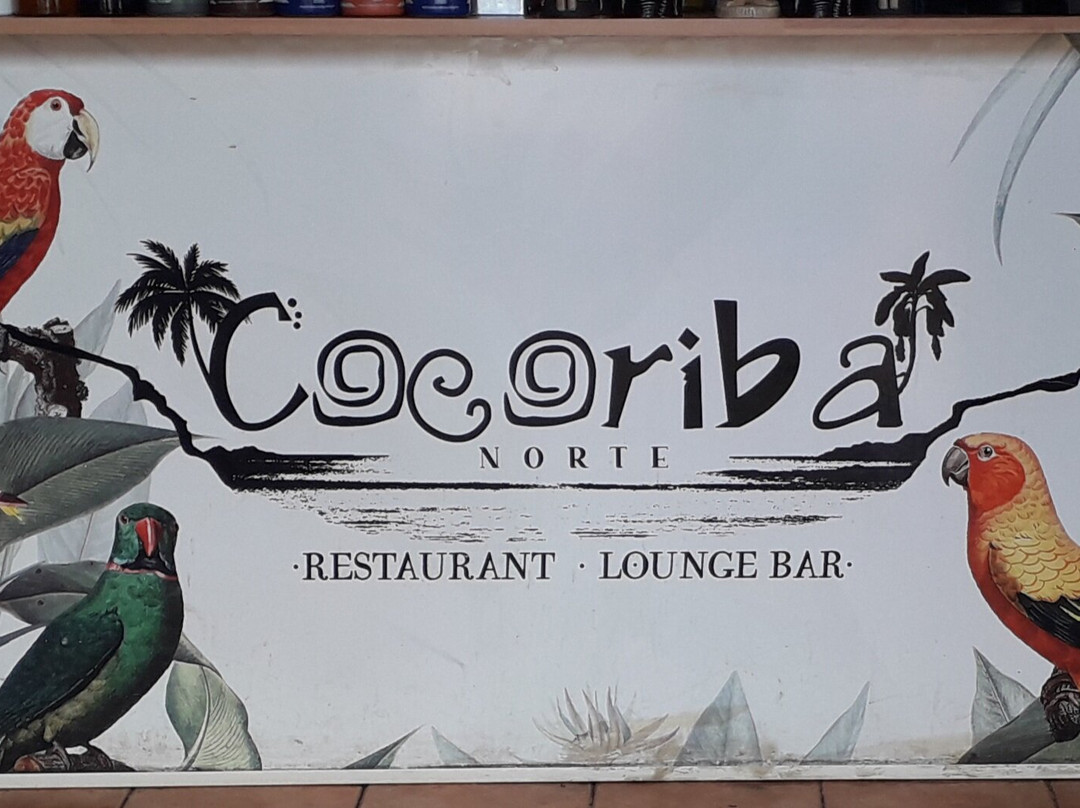 Cocoriba
NORTE
·RESTAURANT · LOUNGE BAR·